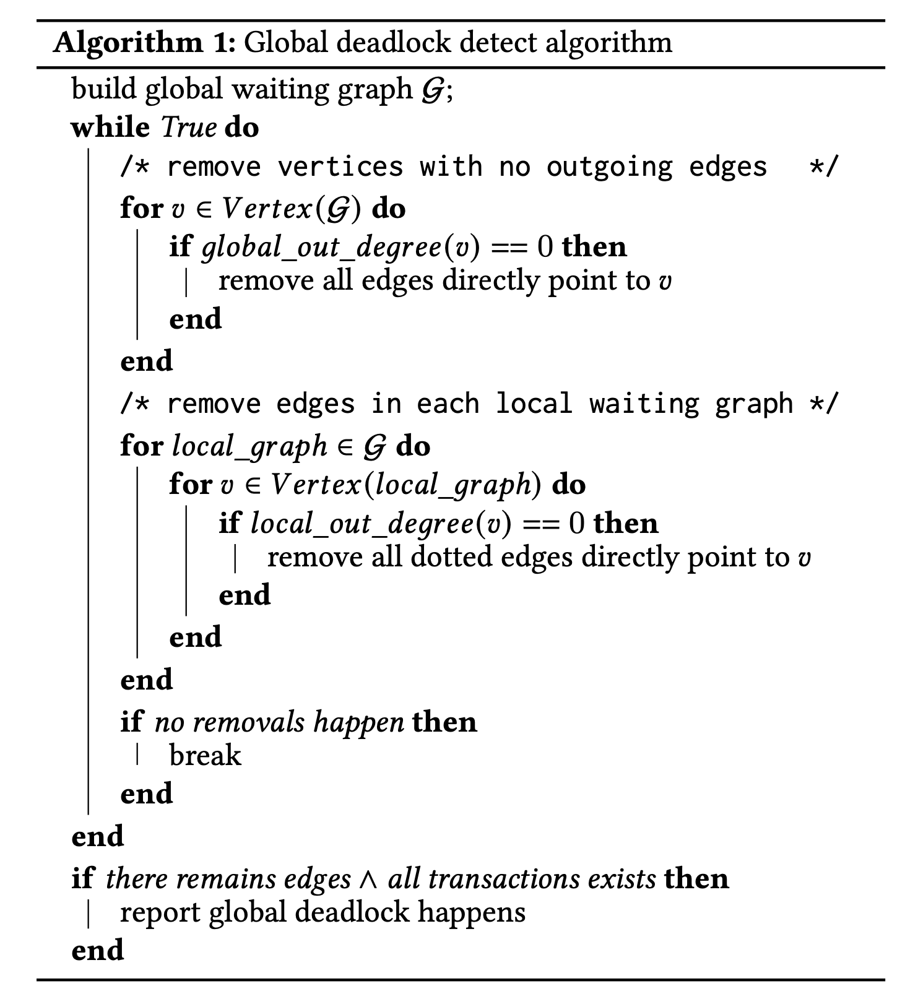 Algorithm 1: Global deadlock detect algorithm
build global waiting graph 𝒢;
while True do
/* remove vertices with no outgoing edges */
for v ∈ Vertex(𝒢) do
if global_out_degree(v) == 0 then
remove all edges directly point to v
end
end
/* remove edges in each local waiting graph */
for local_graph ∈ 𝒢 do
for v ∈ Vertex(local_graph) do
if local_out_degree(v) == 0 then
remove all dotted edges directly point to v
end
end
end
if no removals happen then
break
end
end
if there remains edges ∧ all transactions exists then
report global deadlock happens
end